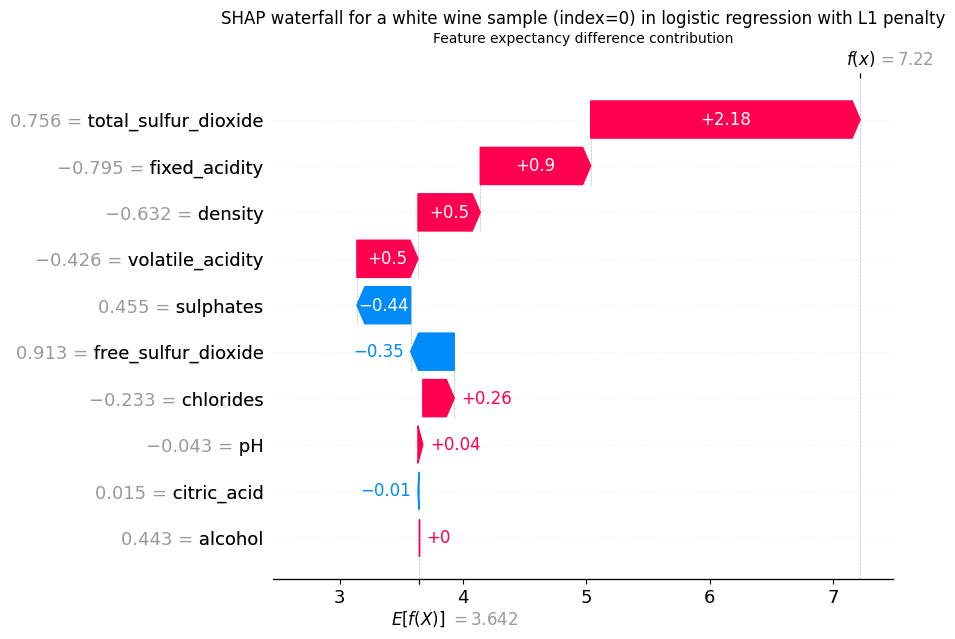 SHAP waterfall for a white wine sample (index=0) in logistic regression with L1 penalty
Feature expectancy difference contribution
f(x) = 7.22
0.756 = total_sulfur_dioxide +2.18
−0.795 = fixed_acidity +0.9
−0.632 = density +0.5
−0.426 = volatile_acidity +0.5
0.455 = sulphates −0.44
0.913 = free_sulfur_dioxide −0.35
−0.233 = chlorides +0.26
−0.043 = pH +0.04
0.015 = citric_acid −0.01
0.443 = alcohol +0
3 4 5 6 7
E[f(X)] = 3.642